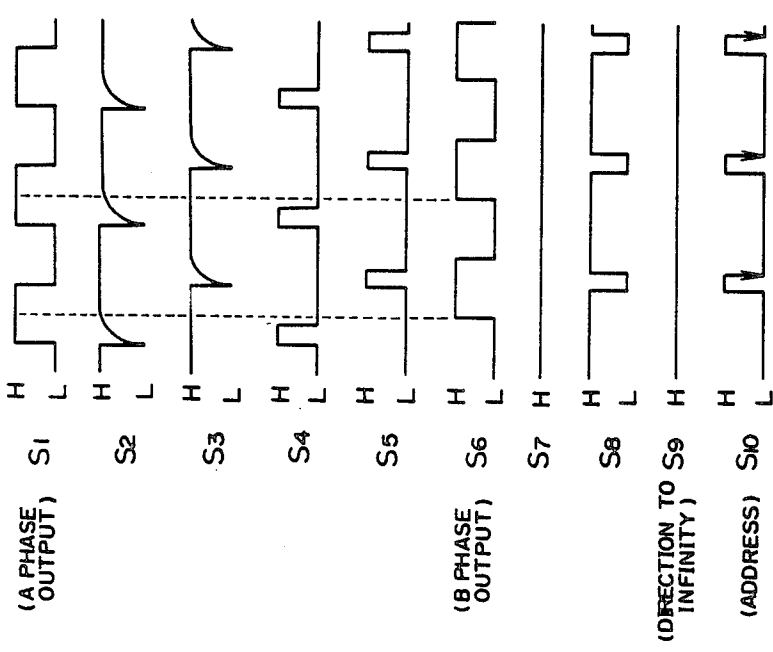 (A PHASE
OUTPUT) S1 H
L
S2 H
L
S3 H
L
S4 H
L
S5 H
L
(B PHASE
OUTPUT) S6 H
L
S7 H
S8 H
L
(DIRECTION TO
INFINITY) S9 H
(ADDRESS) S10 H
L